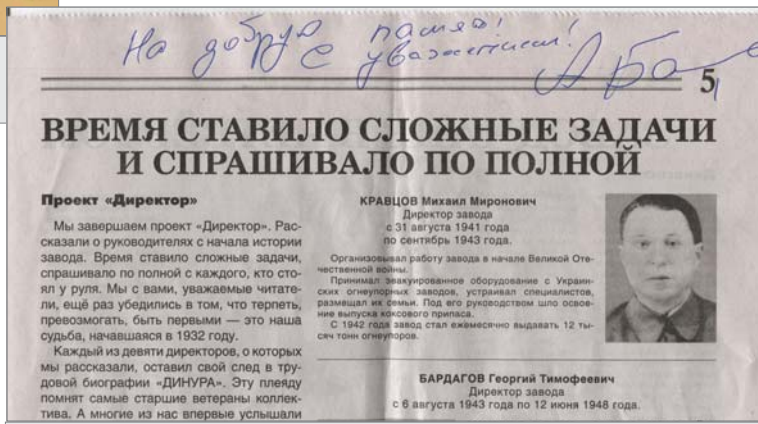 На добрую память!
С уважением!
5
ВРЕМЯ СТАВИЛО СЛОЖНЫЕ ЗАДАЧИ
И СПРАШИВАЛО ПО ПОЛНОЙ
Проект «Директор»
Мы завершаем проект «Директор». Рас-
сказали о руководителях с начала истории
завода. Время ставило сложные задачи,
спрашивало по полной с каждого, кто сто-
ял у руля. Мы с вами, уважаемые читате-
ли, ещё раз убедились в том, что терпеть,
превозмогать, быть первыми — это наша
судьба, начавшаяся в 1932 году.
Каждый из девяти директоров, о которых
мы рассказали, оставил свой след в тру-
довой биографии «ДИНУРА». Эту плеяду
помнят самые старшие ветераны коллек-
тива. А многие из нас впервые услышали
КРАВЦОВ Михаил Миронович
Директор завода
с 31 августа 1941 года
по сентябрь 1943 года.
Организовывал работу завода в начале Великой Оте-
чественной войны.
Принимал эвакуированное оборудование с Украин-
ских огнеупорных заводов, устраивал специалистов,
размещал их семьи. Под его руководством шло освое-
ние выпуска коксового припаса.
С 1942 года завод стал ежемесячно выдавать 12 ты-
сяч тонн огнеупоров.
БАРДАГОВ Георгий Тимофеевич
Директор завода
с 6 августа 1943 года по 12 июня 1948 года.